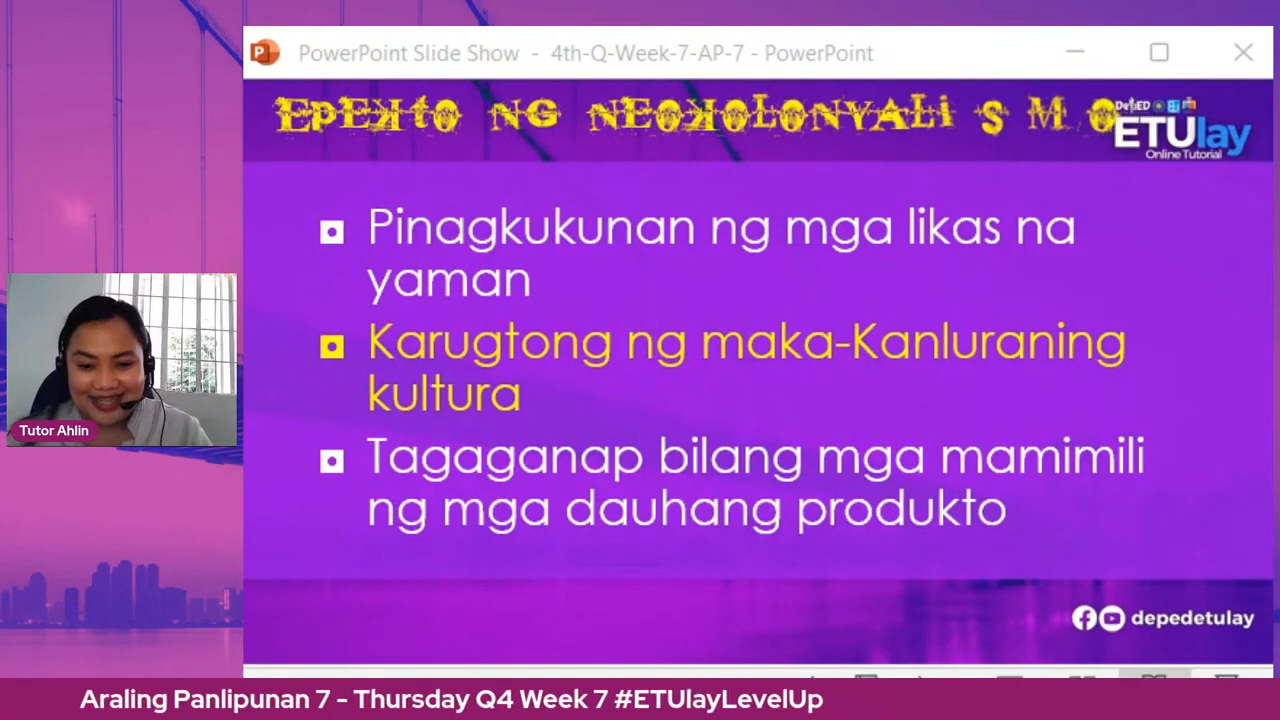 PowerPoint Slide Show - 4th-Q-Week-7-AP-7 - PowerPoint
EPEKTO NG NEOKOLONYALI S M O
DepED
ETUlay
Online Tutorial
Pinagkukunan ng mga likas na
yaman
Karugtong ng maka-Kanluraning
kultura
Tagaganap bilang mga mamimili
ng mga dauhang produkto
Tutor Ahlin
depedetulay
Araling Panlipunan 7 - Thursday Q4 Week 7 #ETUlayLevelUp